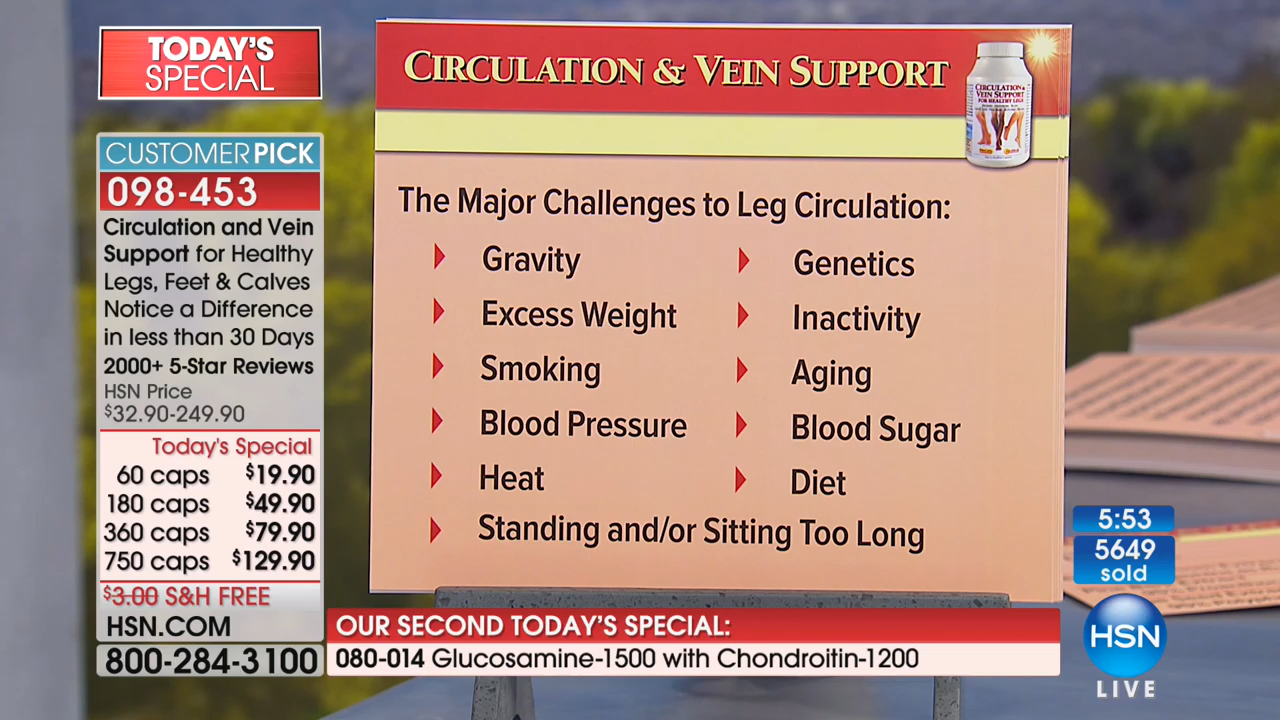 TODAY'S
SPECIAL
CUSTOMER PICK
098-453
Circulation and Vein
Support for Healthy
Legs, Feet & Calves
Notice a Difference
in less than 30 Days
2000+ 5-Star Reviews
HSN Price
$32.90-249.90
Today's Special
60 caps $19.90
180 caps $49.90
360 caps $79.90
750 caps $129.90
$3.00 S&H FREE
HSN.COM
800-284-3100
CIRCULATION & VEIN SUPPORT
CIRCULATION &
VEIN SUPPORT
FOR HEALTHY LEGS
The Major Challenges to Leg Circulation:
Gravity
Genetics
Excess Weight
Inactivity
Smoking
Aging
Blood Pressure
Blood Sugar
Heat
Diet
Standing and/or Sitting Too Long
5:53
5649
sold
HSN
LIVE
OUR SECOND TODAY'S SPECIAL:
080-014 Glucosamine-1500 with Chondroitin-1200